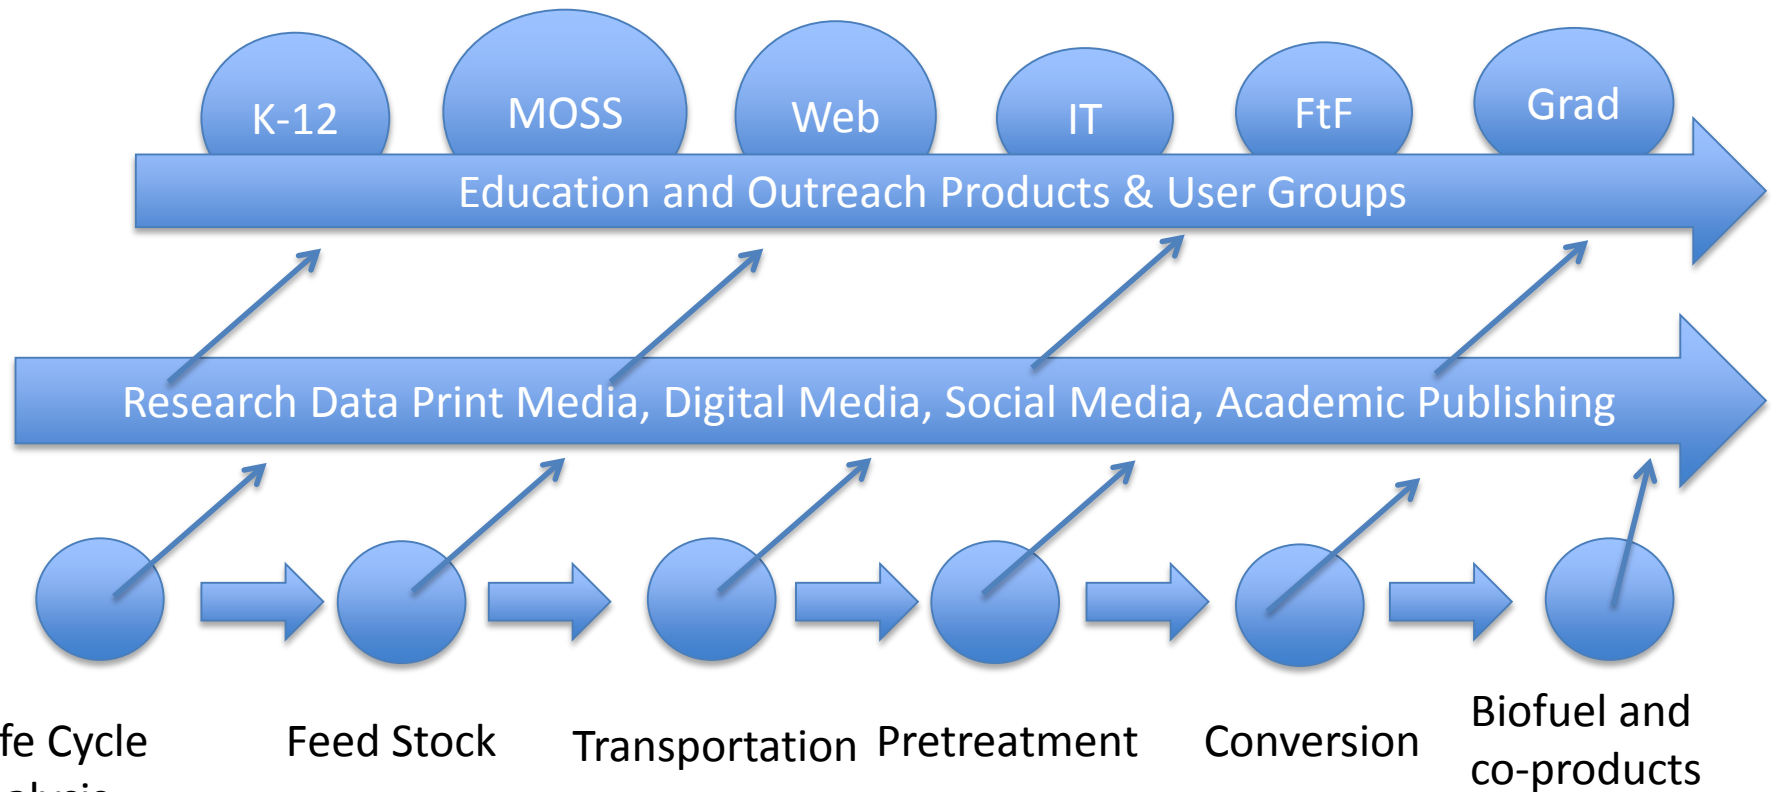 K-12
MOSS
Web
IT
FtF
Grad
Education and Outreach Products & User Groups
Research Data Print Media, Digital Media, Social Media, Academic Publishing
fe Cycle
Feed Stock
Transportation
Pretreatment
Conversion
Biofuel and
co-products